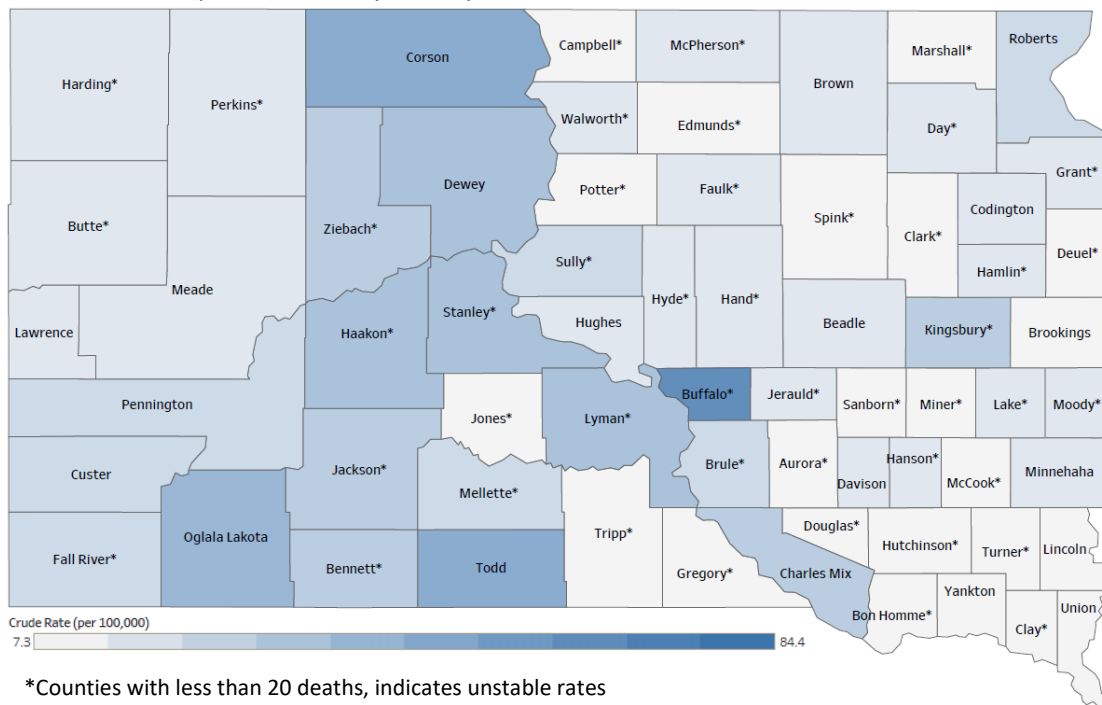 Corson
Campbell*
McPherson*
Marshall*
Roberts
Harding*
Perkins*
Brown
Walworth*
Edmunds*
Day*
Dewey
Potter*
Faulk*
Grant*
Butte*
Ziebach*
Spink*
Codington
Clark*
Deuel*
Sully*
Hamlin*
Meade
Hyde*
Hand*
Stanley*
Hughes
Beadle
Kingsbury*
Lawrence
Haakon*
Brookings
Buffalo*
Jerauld*
Pennington
Jones*
Lyman*
Sanborn*
Miner*
Lake*
Moody*
Custer
Jackson*
Brule*
Aurora*
Hanson*
Minnehaha
Mellette*
Davison
McCook*
Oglala Lakota
Tripp*
Douglas*
Fall River*
Bennett*
Todd
Gregory*
Charles Mix
Hutchinson*
Turner*
Lincoln
Yankton
Bon Homme*
Union
Clay*
Crude Rate (per 100,000)
7.3
84.4
*Counties with less than 20 deaths, indicates unstable rates